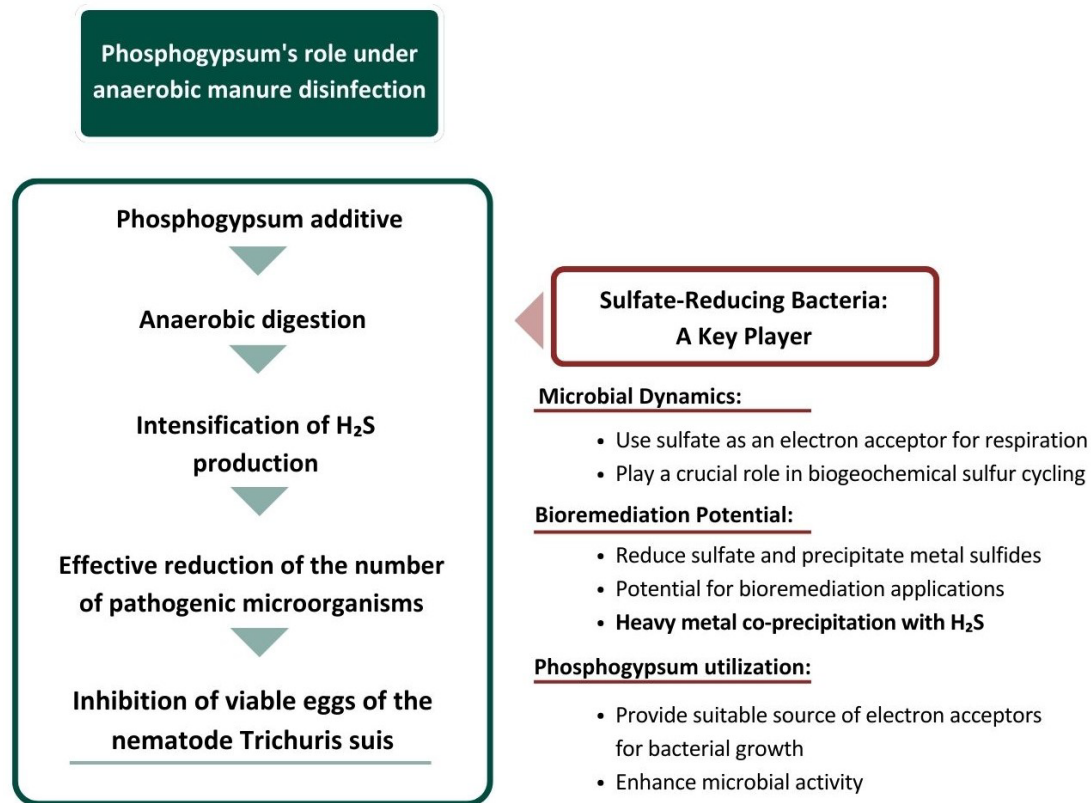 Phosphogypsum's role under
anaerobic manure disinfection
Phosphogypsum additive
Anaerobic digestion
Intensification of H₂S
production
Effective reduction of the number
of pathogenic microorganisms
Inhibition of viable eggs of the
nematode Trichuris suis
Sulfate-Reducing Bacteria:
A Key Player
Microbial Dynamics:
• Use sulfate as an electron acceptor for respiration
• Play a crucial role in biogeochemical sulfur cycling
Bioremediation Potential:
• Reduce sulfate and precipitate metal sulfides
• Potential for bioremediation applications
• Heavy metal co-precipitation with H₂S
Phosphogypsum utilization:
• Provide suitable source of electron acceptors
for bacterial growth
• Enhance microbial activity